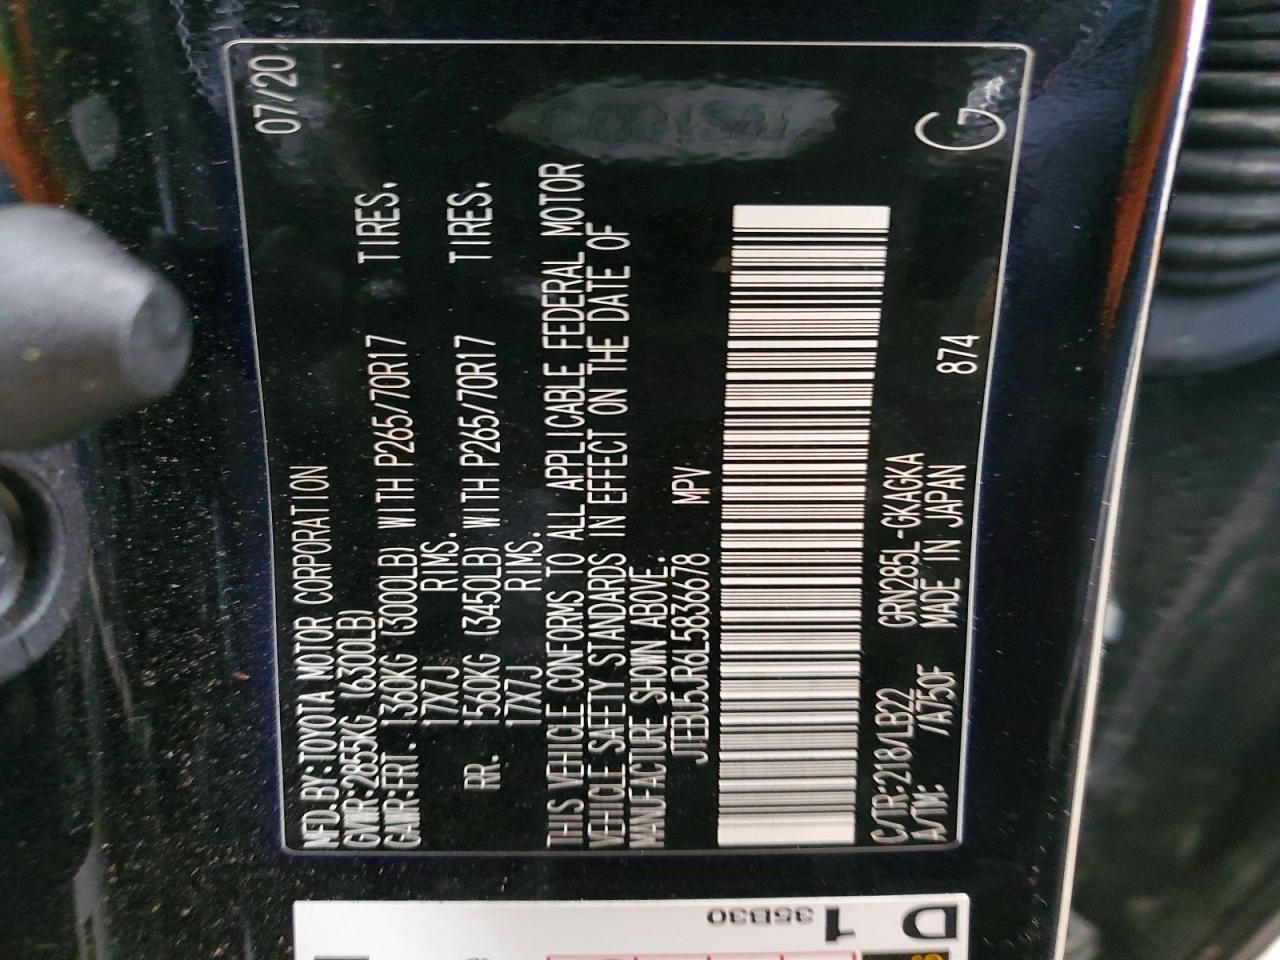 MFD.BY:TOYOTA MOTOR CORPORATION 07/20
GVWR:2855KG (6300LB)
GAWR:FRT. 1360KG (3000LB) WITH P265/70R17 TIRES.
17X7J RIMS.
RR. 1560KG (3450LB) WITH P265/70R17 TIRES.
17X7J RIMS.
THIS VEHICLE CONFORMS TO ALL APPLICABLE FEDERAL MOTOR
VEHICLE SAFETY STANDARDS IN EFFECT ON THE DATE OF
MANUFACTURE SHOWN ABOVE.
JTEBU5JR6L5836678 MPV
C/TR:218/LB22 GRN285L-GKAGKA 874
A/TM: /A750F MADE IN JAPAN G
D
1
35B30